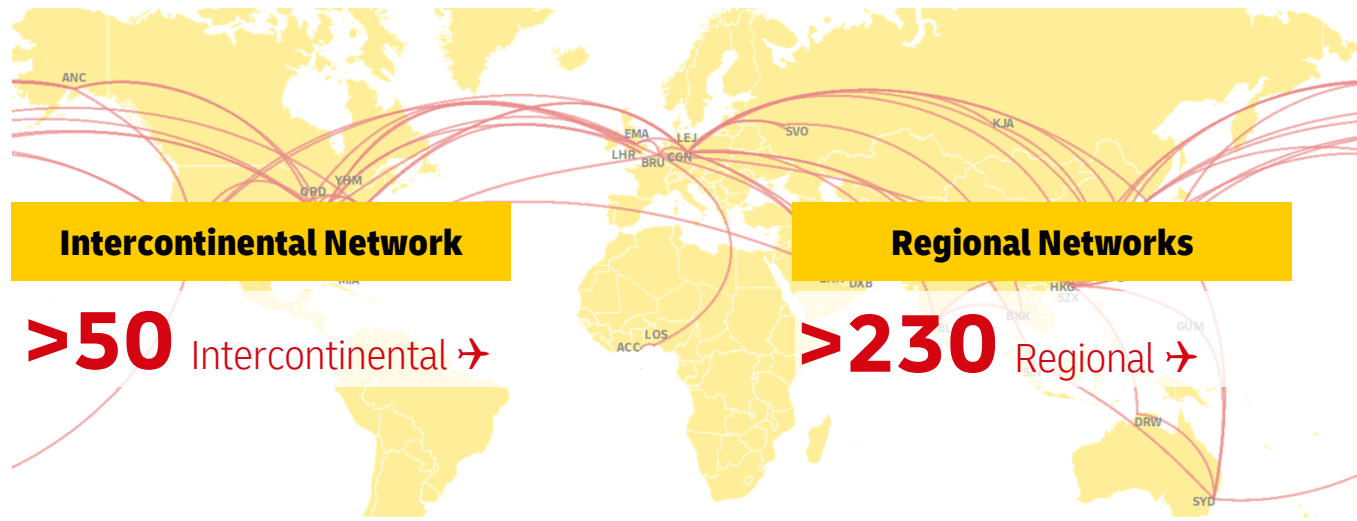 ANC
SVO
KJA
EMA
LEJ
LHR
BRU
CGN
YHM
ORD
Intercontinental Network
Regional Networks
MIA
DXB
HKG
SZX
BKK
GUM
>50 Intercontinental
>230 Regional
LOS
ACC
DRW
SYD